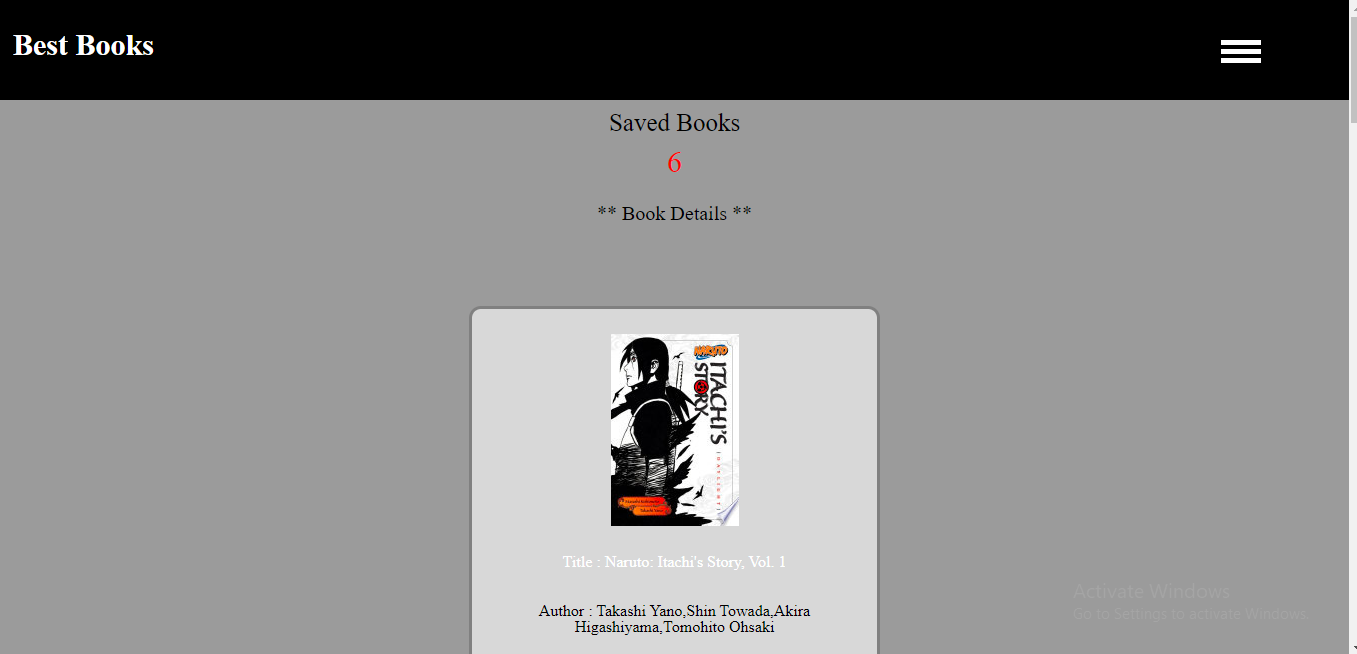 Best Books
Saved Books
6
** Book Details **
NARUTO
ITACHI'S
STORY
Title : Naruto: Itachi's Story, Vol. 1
Author : Takashi Yano,Shin Towada,Akira
Higashiyama,Tomohito Ohsaki
Activate Windows
Go to Settings to activate Windows.